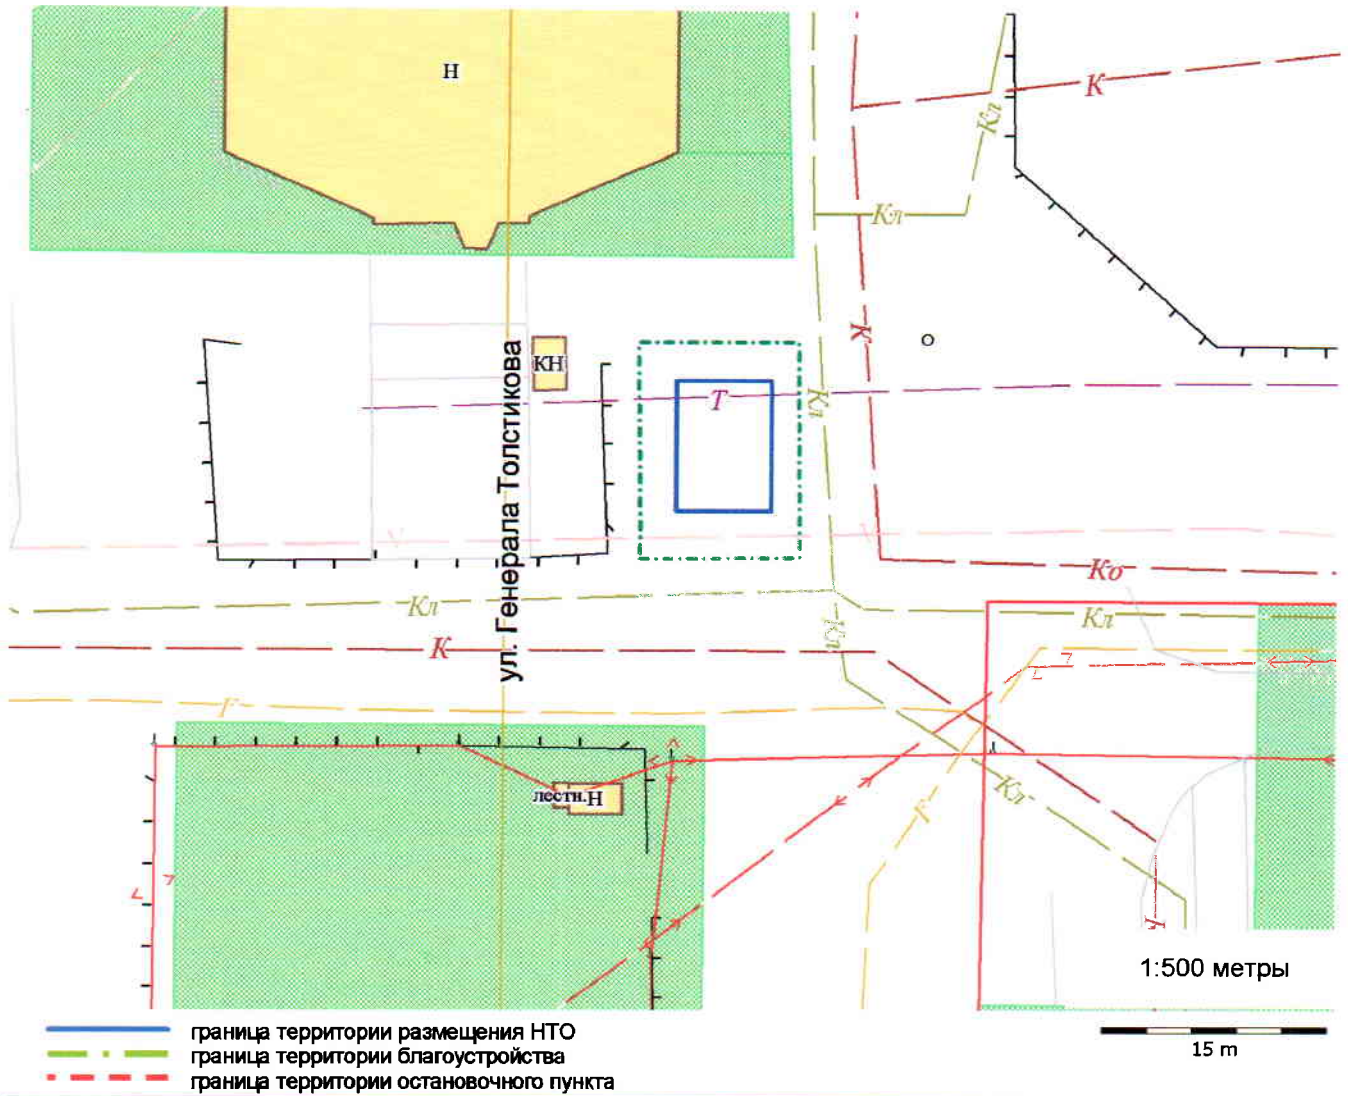 Н
К
Кл
Кл
К
КН
ул. Генерала Толстикова
Т
Кл
V
V
Ко
Кл
Кл
Кл
К
Г
лестн.Н
Кл
Г
К
1:500 метры
15 m
граница территории размещения НТО
граница территории благоустройства
граница территории остановочного пункта